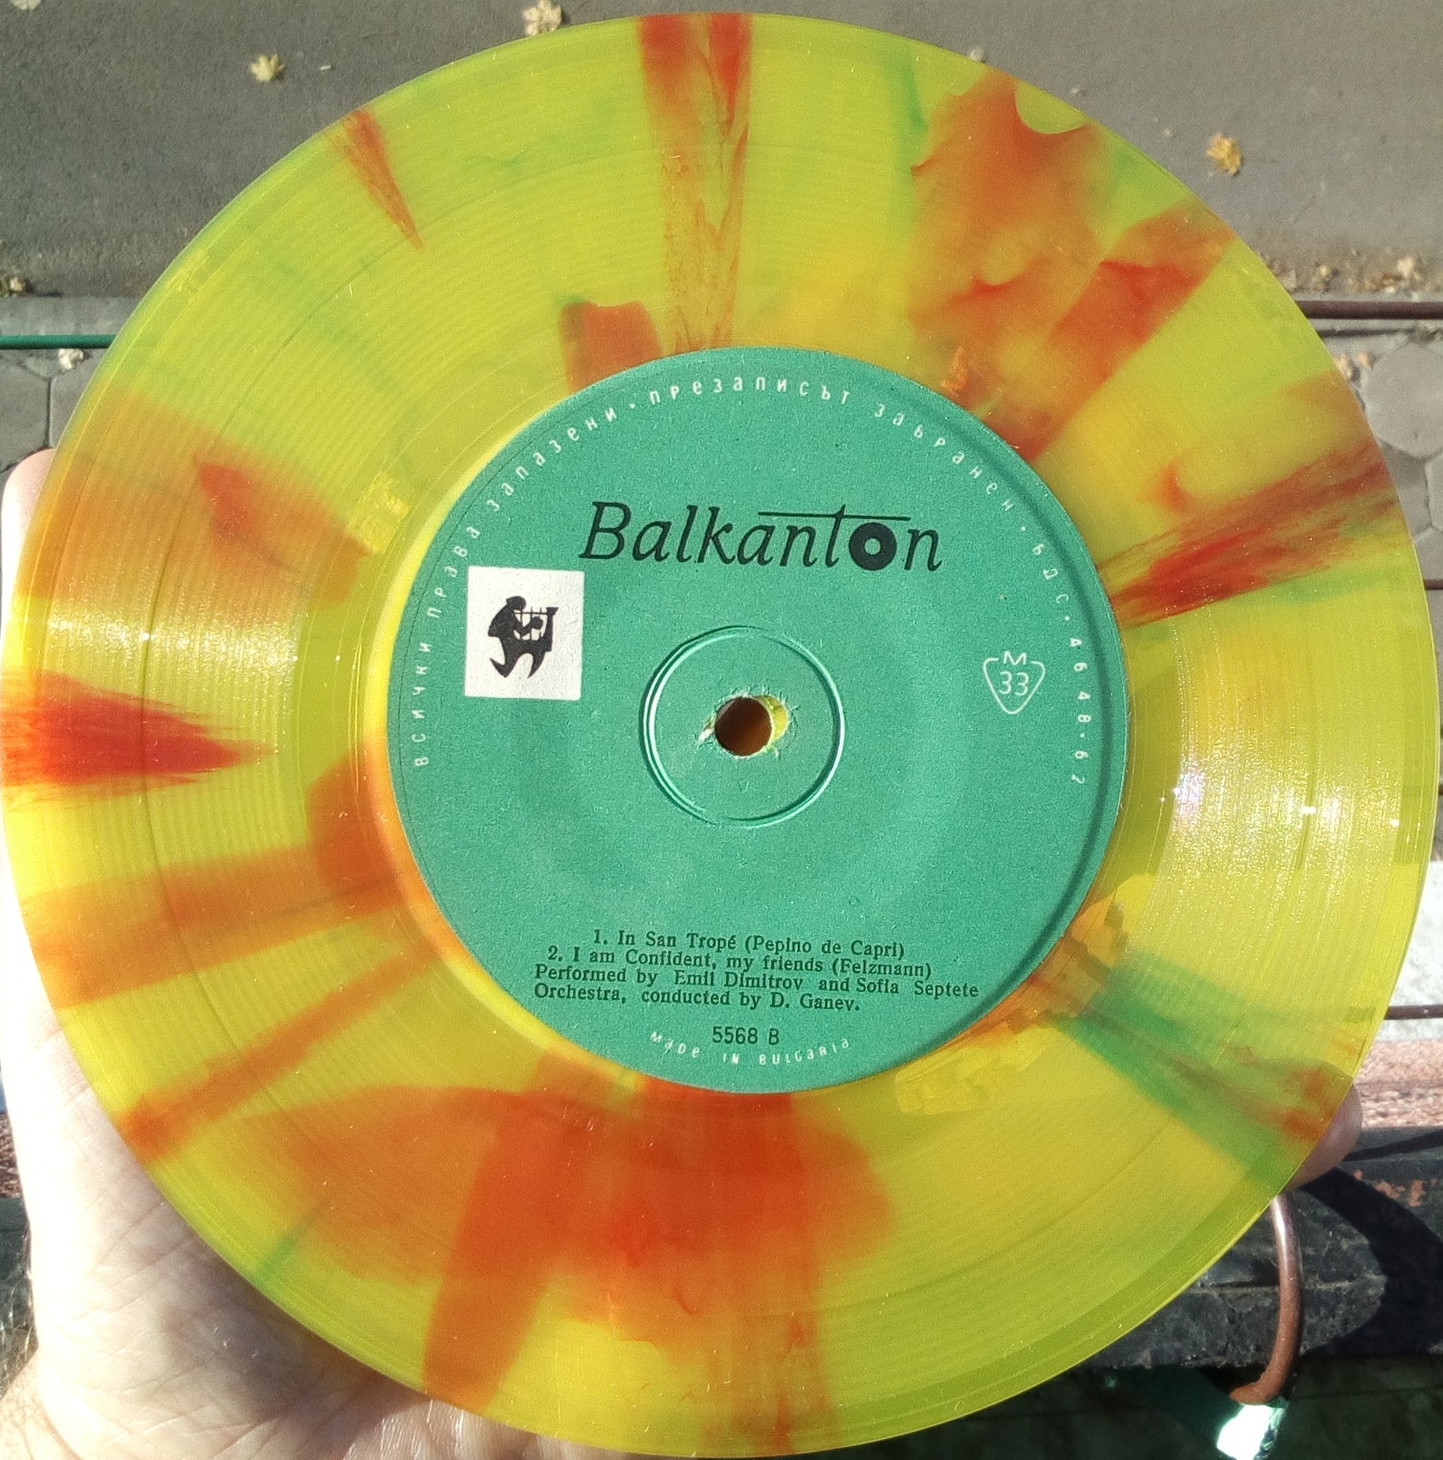 всички права запазени · презаписът забранен · БДС. 4648·62
Balkanton
M
33
1. In San Tropé (Pepino de Capri)
2. I am Confident, my friends (Felzmann)
Performed by Emil Dimitrov and Sofia Septete
Orchestra, conducted by D. Ganev.
5568 B
MADE IN BULGARIA